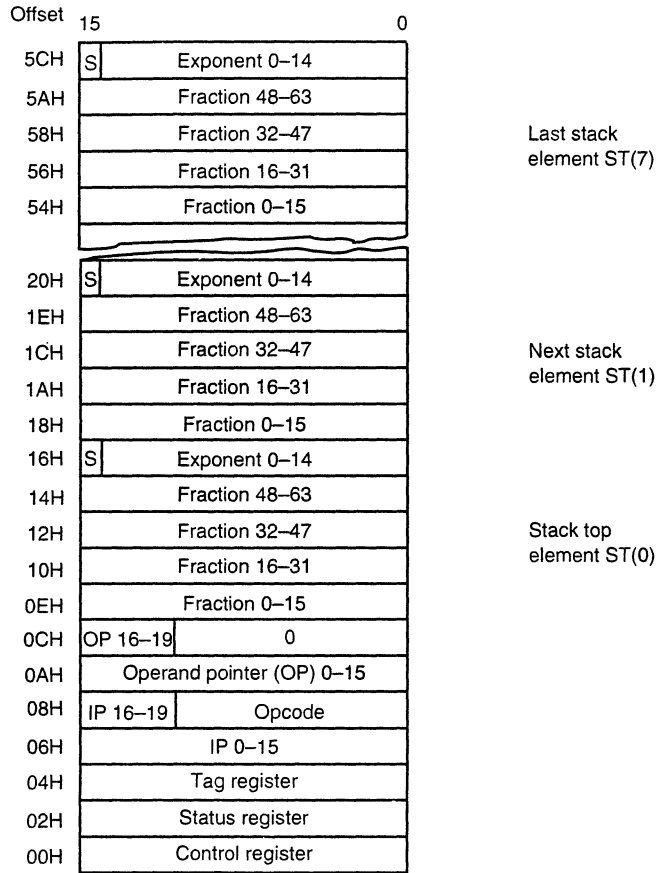 Offset 15 0
5CH S Exponent 0–14
5AH Fraction 48–63
58H Fraction 32–47 Last stack
56H Fraction 16–31 element ST(7)
54H Fraction 0–15
20H S Exponent 0–14
1EH Fraction 48–63
1CH Fraction 32–47 Next stack
1AH Fraction 16–31 element ST(1)
18H Fraction 0–15
16H S Exponent 0–14
14H Fraction 48–63
12H Fraction 32–47 Stack top
10H Fraction 16–31 element ST(0)
0EH Fraction 0–15
0CH OP 16–19 0
0AH Operand pointer (OP) 0–15
08H IP 16–19 Opcode
06H IP 0–15
04H Tag register
02H Status register
00H Control register